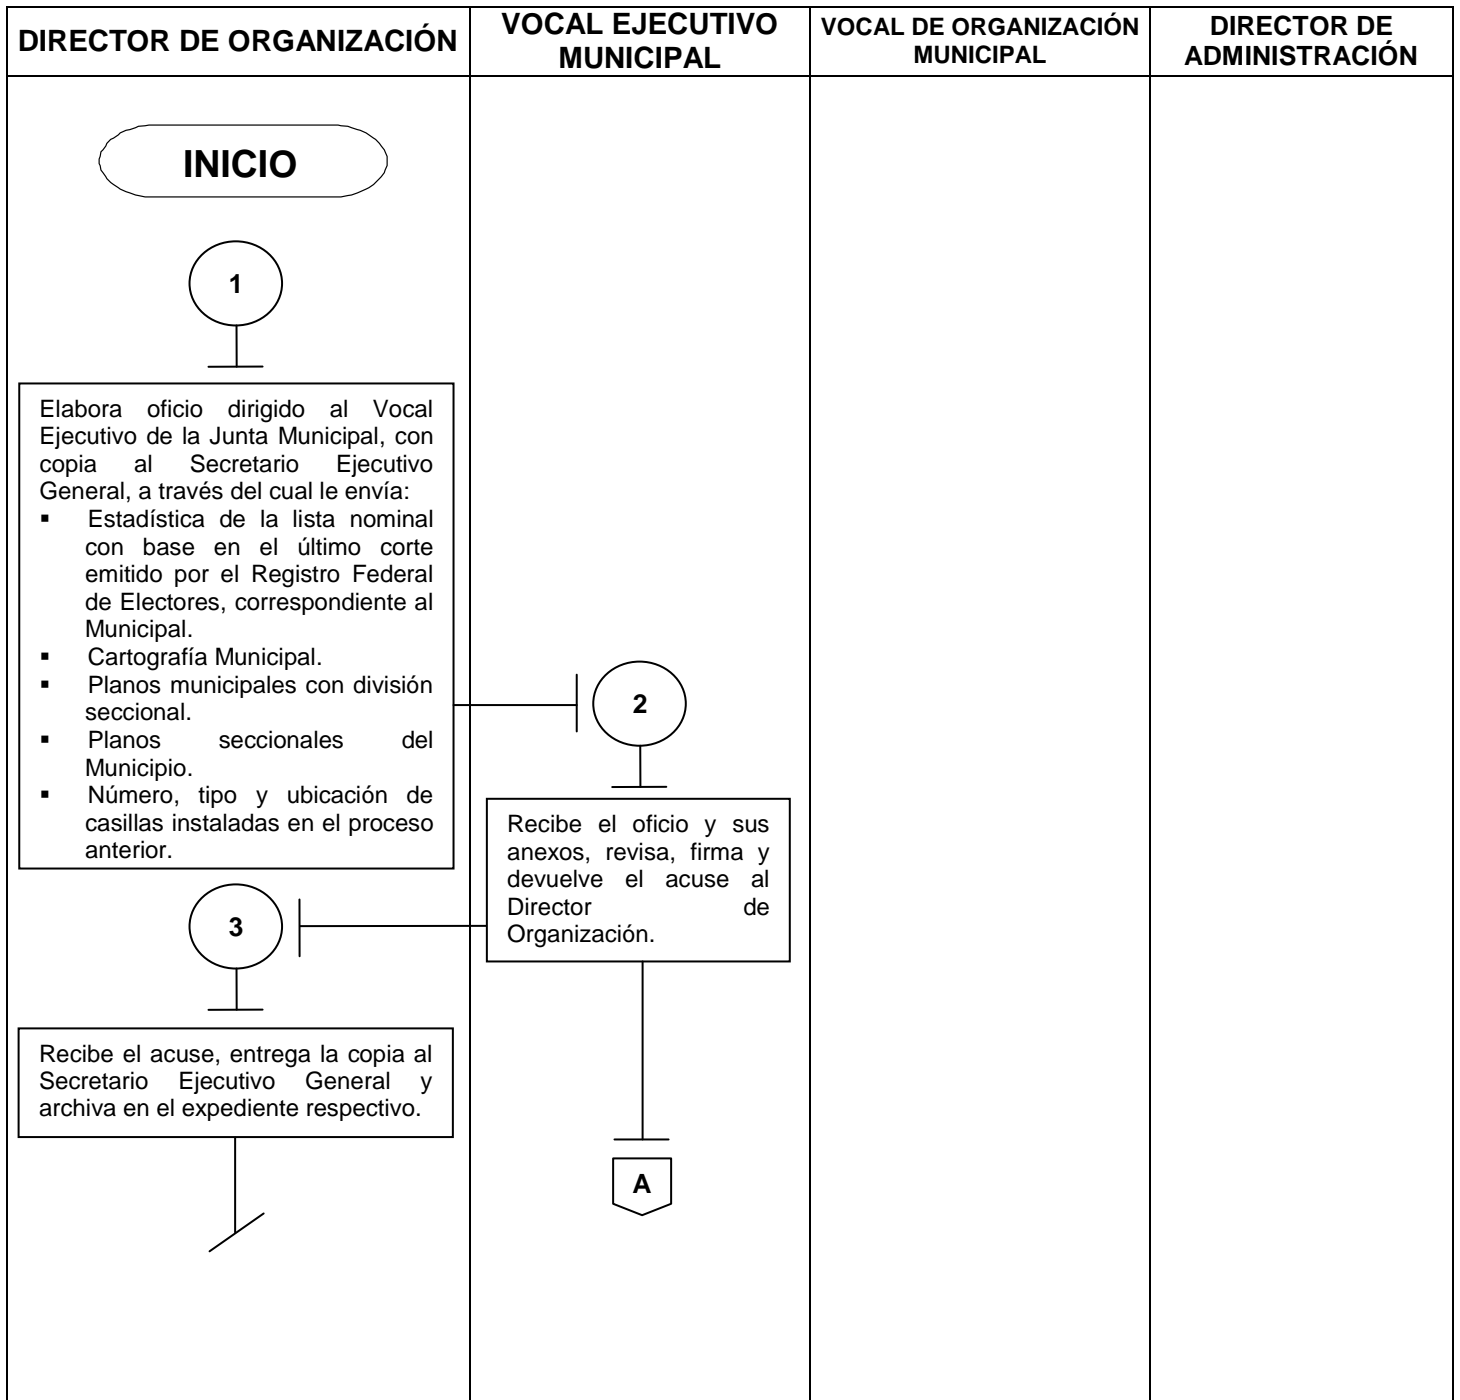 DIRECTOR DE ORGANIZACIÓN
VOCAL EJECUTIVO
MUNICIPAL
VOCAL DE ORGANIZACIÓN
MUNICIPAL
DIRECTOR DE
ADMINISTRACIÓN
INICIO
1
Elabora oficio dirigido al Vocal
Ejecutivo de la Junta Municipal, con
copia al Secretario Ejecutivo
General, a través del cual le envía:
▪ Estadística de la lista nominal
con base en el último corte
emitido por el Registro Federal
de Electores, correspondiente al
Municipal.
▪ Cartografía Municipal.
▪ Planos municipales con división
seccional.
▪ Planos seccionales del
Municipio.
▪ Número, tipo y ubicación de
casillas instaladas en el proceso
anterior.
2
Recibe el oficio y sus
anexos, revisa, firma y
devuelve el acuse al
Director de
Organización.
3
Recibe el acuse, entrega la copia al
Secretario Ejecutivo General y
archiva en el expediente respectivo.
A